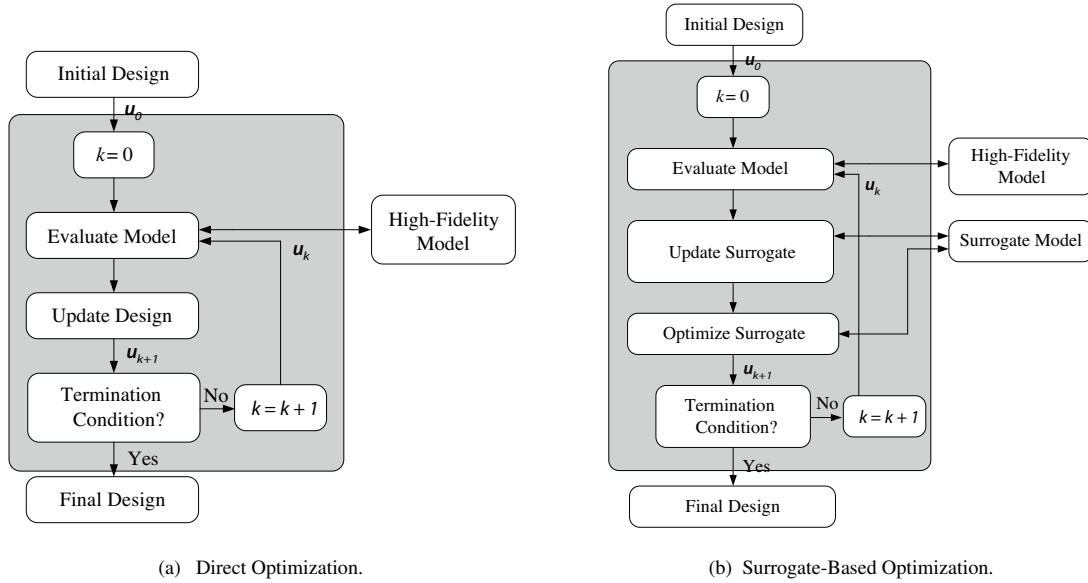 Initial Design
u0
k = 0
Evaluate Model
High-Fidelity
Model
uk
Update Design
uk+1
Termination
Condition?
No
k = k + 1
Yes
Final Design
(a) Direct Optimization.
Initial Design
u0
k = 0
Evaluate Model
High-Fidelity
Model
uk
Update Surrogate
Surrogate Model
Optimize Surrogate
uk+1
Termination
Condition?
No
k = k + 1
Yes
Final Design
(b) Surrogate-Based Optimization.